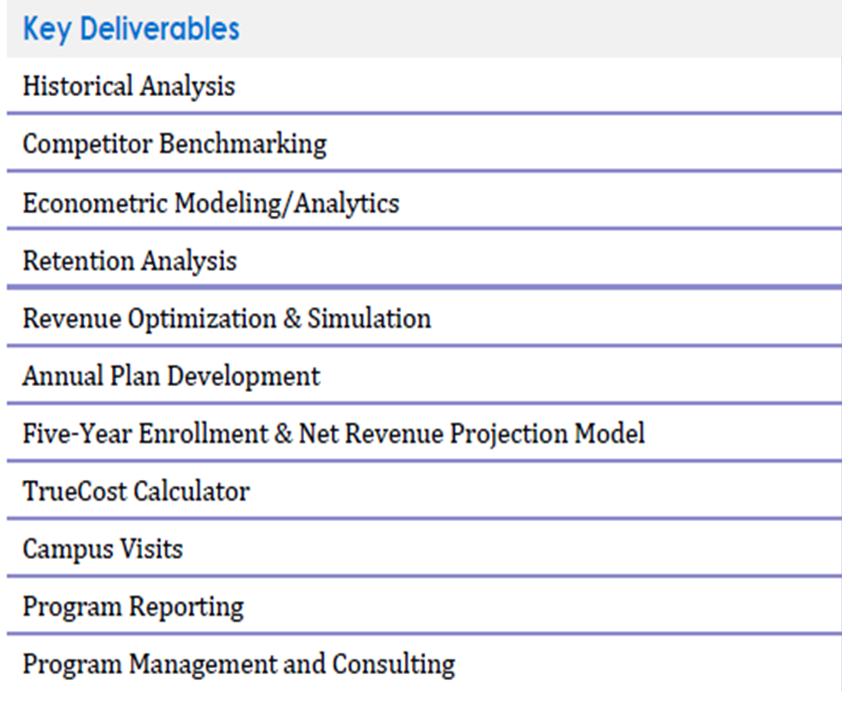 Key Deliverables
Historical Analysis
Competitor Benchmarking
Econometric Modeling/Analytics
Retention Analysis
Revenue Optimization & Simulation
Annual Plan Development
Five-Year Enrollment & Net Revenue Projection Model
TrueCost Calculator
Campus Visits
Program Reporting
Program Management and Consulting